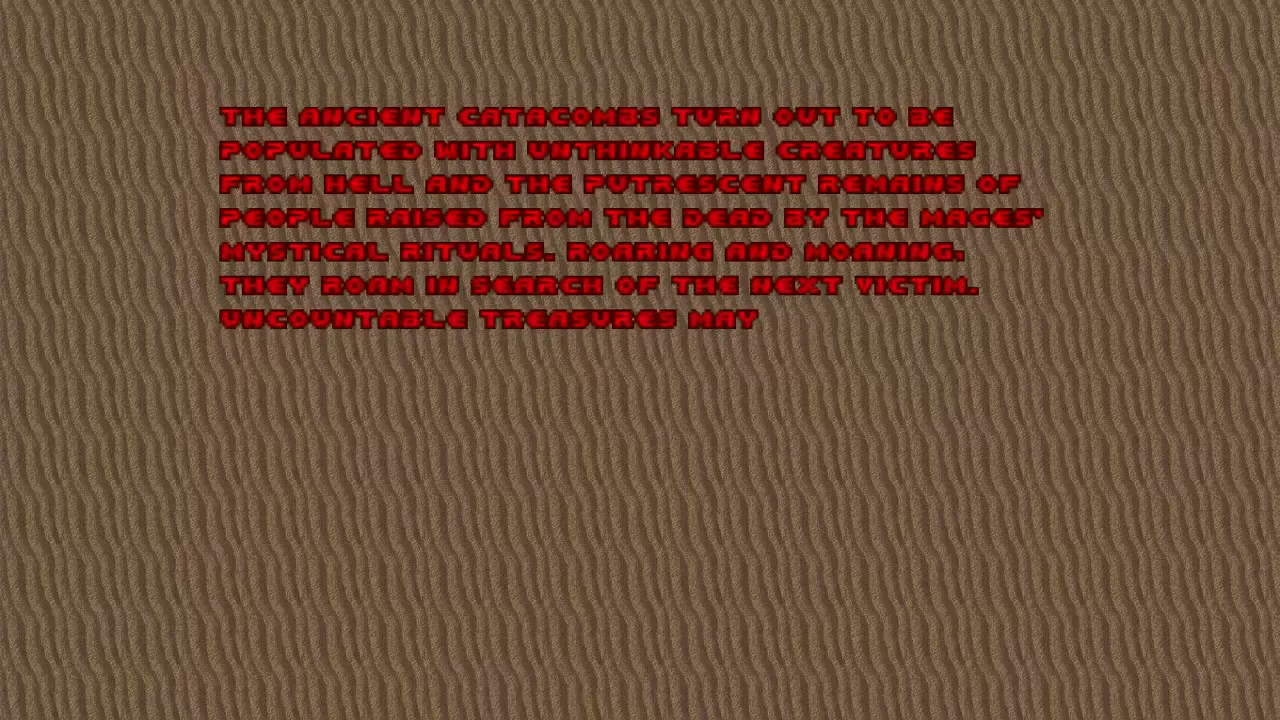 THE ANCIENT CATACOMBS TURN OUT TO BE
POPULATED WITH UNTHINKABLE CREATURES
FROM HELL AND THE PUTRESCENT REMAINS OF
PEOPLE RAISED FROM THE DEAD BY THE MAGES'
MYSTICAL RITUALS. ROARING AND MOANING,
THEY ROAM IN SEARCH OF THE NEXT VICTIM.
UNCOUNTABLE TREASURES MAY